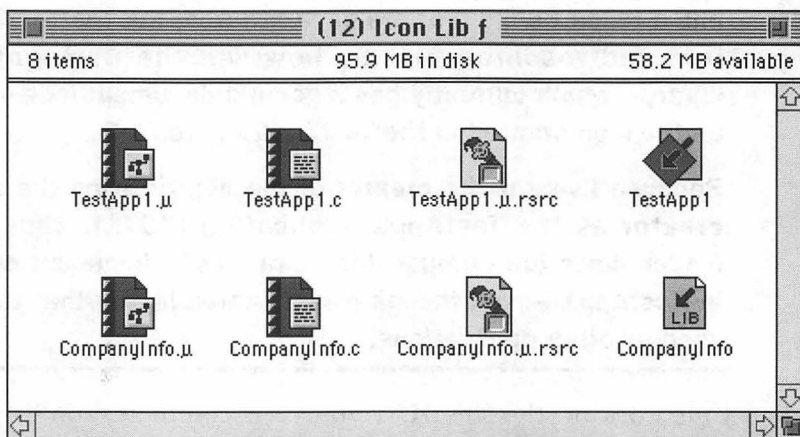 (12) Icon Lib ƒ
8 items 95.9 MB in disk 58.2 MB available
TestApp1.µ TestApp1.c TestApp1.µ.rsrc TestApp1
LIB
CompanyInfo.µ CompanyInfo.c CompanyInfo.µ.rsrc CompanyInfo